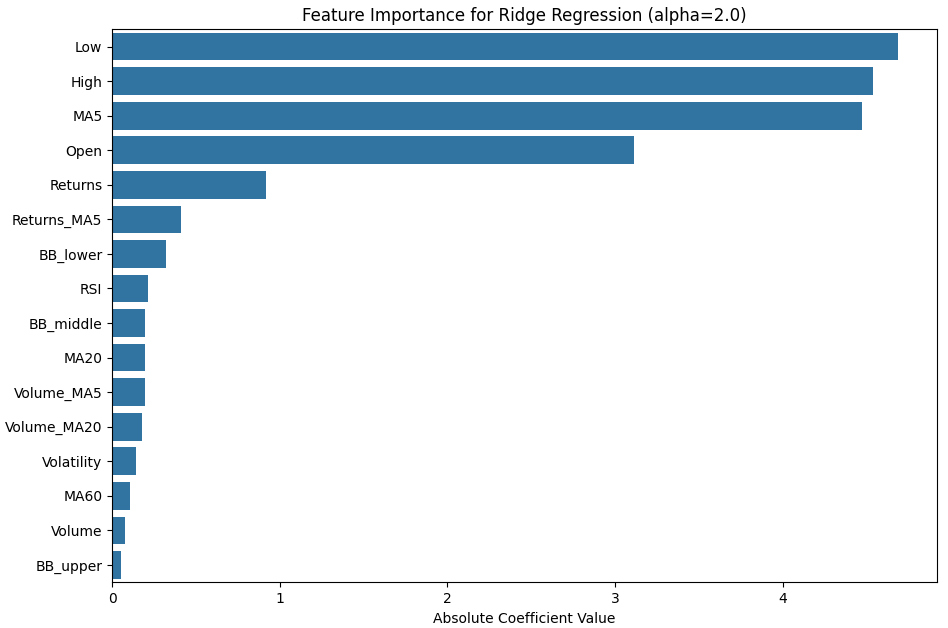 Feature Importance for Ridge Regression (alpha=2.0)
Low
High
MA5
Open
Returns
Returns_MA5
BB_lower
RSI
BB_middle
MA20
Volume_MA5
Volume_MA20
Volatility
MA60
Volume
BB_upper
0 1 2 3 4
Absolute Coefficient Value